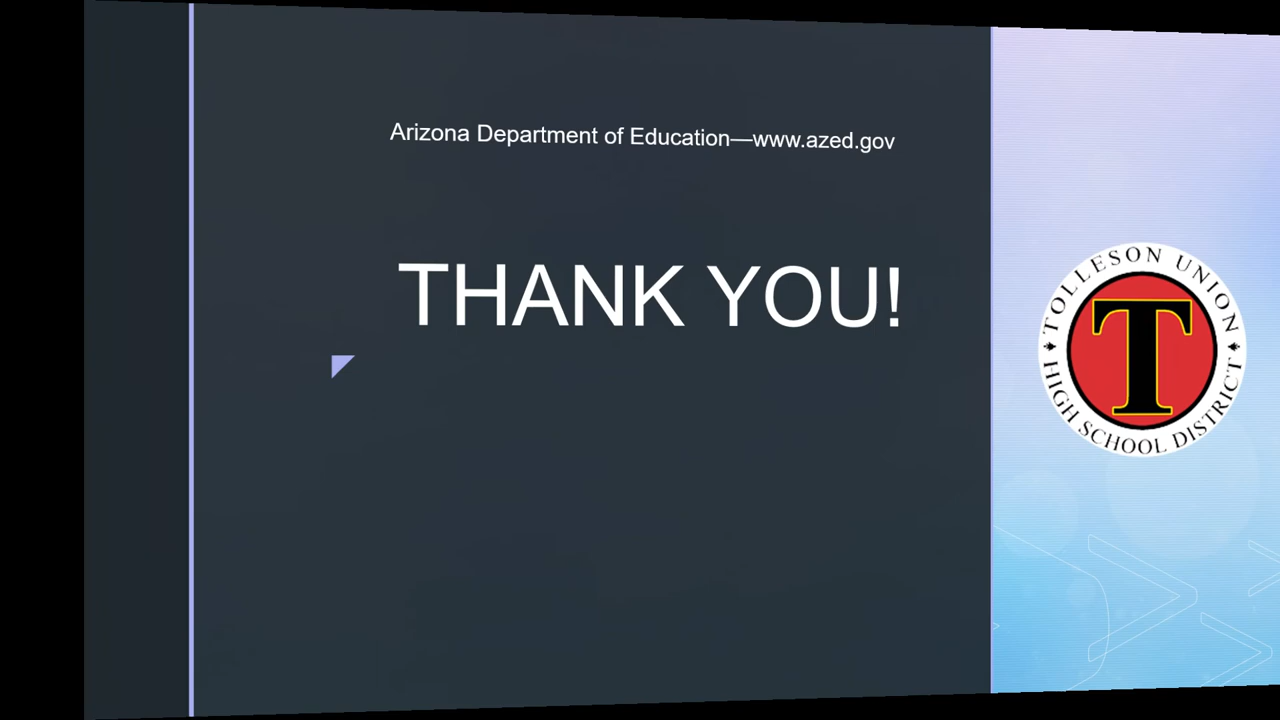 Arizona Department of Education—www.azed.gov
THANK YOU!
TOLLESON UNION
T
HIGH SCHOOL DISTRICT